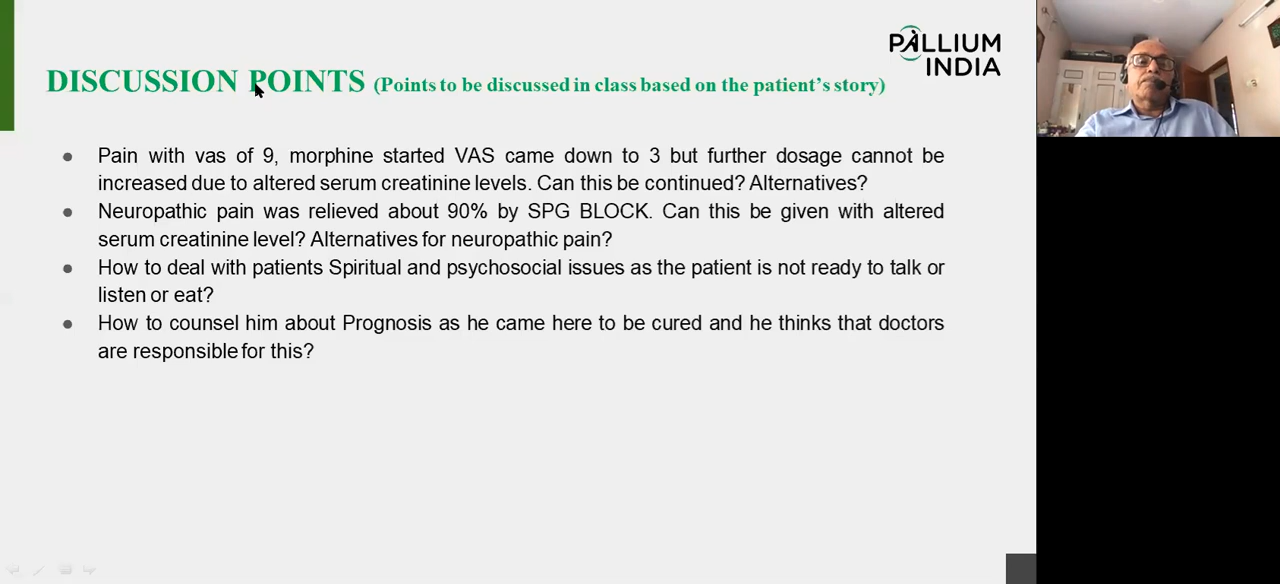 PALLIUM
INDIA
DISCUSSION POINTS (Points to be discussed in class based on the patient's story)
● Pain with vas of 9, morphine started VAS came down to 3 but further dosage cannot be
increased due to altered serum creatinine levels. Can this be continued? Alternatives?
● Neuropathic pain was relieved about 90% by SPG BLOCK. Can this be given with altered
serum creatinine level? Alternatives for neuropathic pain?
● How to deal with patients Spiritual and psychosocial issues as the patient is not ready to talk or
listen or eat?
● How to counsel him about Prognosis as he came here to be cured and he thinks that doctors
are responsible for this?